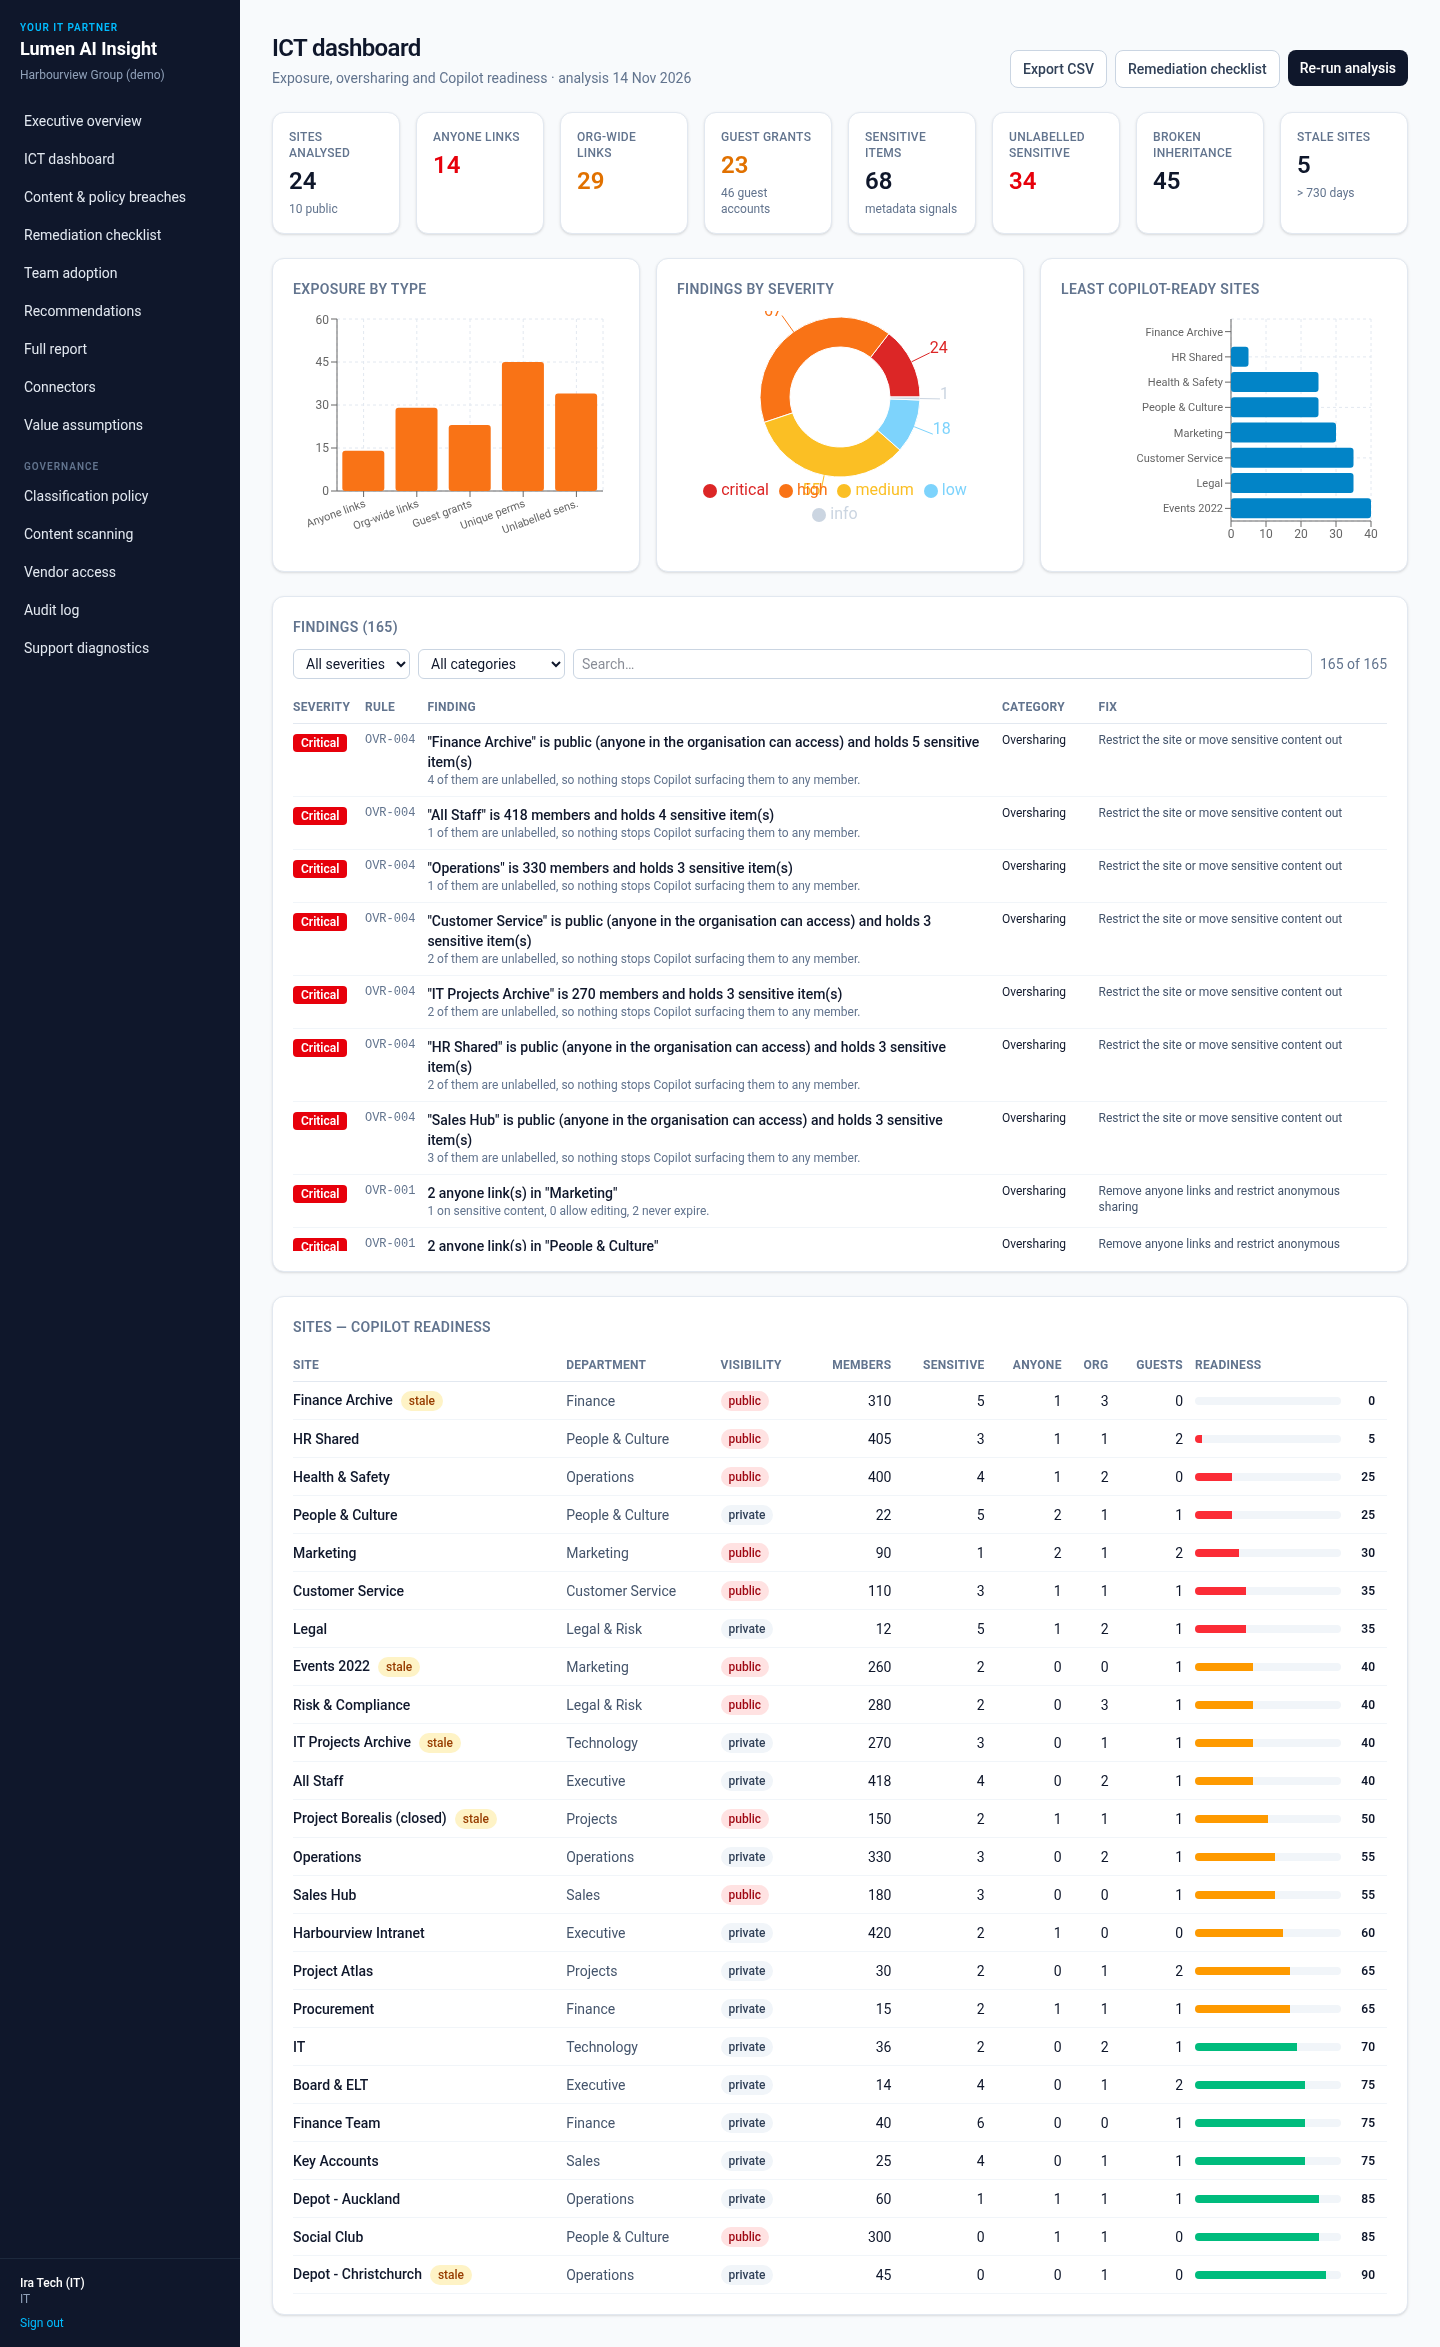 YOUR IT PARTNER
Lumen AI Insight
Harbourview Group (demo)
Executive overview
ICT dashboard
Content & policy breaches
Remediation checklist
Team adoption
Recommendations
Full report
Connectors
Value assumptions
GOVERNANCE
Classification policy
Content scanning
Vendor access
Audit log
Support diagnostics
Ira Tech (IT)
IT
Sign out
ICT dashboard
Exposure, oversharing and Copilot readiness · analysis 14 Nov 2026
Export CSV
Remediation checklist
Re-run analysis
SITES
ANALYSED
24
10 public
ANYONE LINKS
14
ORG-WIDE
LINKS
29
GUEST GRANTS
23
46 guest
accounts
SENSITIVE
ITEMS
68
metadata signals
UNLABELLED
SENSITIVE
34
BROKEN
INHERITANCE
45
STALE SITES
5
> 730 days
EXPOSURE BY TYPE
60
45
30
15
0
Anyone links
Org-wide links
Guest grants
Unique perms
Unlabelled sens.
FINDINGS BY SEVERITY
67
24
1
18
critical high medium low
info
LEAST COPILOT-READY SITES
Finance Archive
HR Shared
Health & Safety
People & Culture
Marketing
Customer Service
Legal
Events 2022
0 10 20 30 40
FINDINGS (165)
All severities All categories Search... 165 of 165
SEVERITY RULE FINDING CATEGORY FIX
Critical OVR-004 "Finance Archive" is public (anyone in the organisation can access) and holds 5 sensitive Oversharing Restrict the site or move sensitive content out
item(s)
4 of them are unlabelled, so nothing stops Copilot surfacing them to any member.
Critical OVR-004 "All Staff" is 418 members and holds 4 sensitive item(s) Oversharing Restrict the site or move sensitive content out
1 of them are unlabelled, so nothing stops Copilot surfacing them to any member.
Critical OVR-004 "Operations" is 330 members and holds 3 sensitive item(s) Oversharing Restrict the site or move sensitive content out
1 of them are unlabelled, so nothing stops Copilot surfacing them to any member.
Critical OVR-004 "Customer Service" is public (anyone in the organisation can access) and holds 3 Oversharing Restrict the site or move sensitive content out
sensitive item(s)
2 of them are unlabelled, so nothing stops Copilot surfacing them to any member.
Critical OVR-004 "IT Projects Archive" is 270 members and holds 3 sensitive item(s) Oversharing Restrict the site or move sensitive content out
2 of them are unlabelled, so nothing stops Copilot surfacing them to any member.
Critical OVR-004 "HR Shared" is public (anyone in the organisation can access) and holds 3 sensitive Oversharing Restrict the site or move sensitive content out
item(s)
2 of them are unlabelled, so nothing stops Copilot surfacing them to any member.
Critical OVR-004 "Sales Hub" is public (anyone in the organisation can access) and holds 3 sensitive Oversharing Restrict the site or move sensitive content out
item(s)
3 of them are unlabelled, so nothing stops Copilot surfacing them to any member.
Critical OVR-001 2 anyone link(s) in "Marketing" Oversharing Remove anyone links and restrict anonymous
sharing
1 on sensitive content, 0 allow editing, 2 never expire.
Critical OVR-001 2 anyone link(s) in "People & Culture" Oversharing Remove anyone links and restrict anonymous
SITES — COPILOT READINESS
SITE DEPARTMENT VISIBILITY MEMBERS SENSITIVE ANYONE ORG GUESTS READINESS
Finance Archive stale Finance public 310 5 1 3 0 0
HR Shared People & Culture public 405 3 1 1 2 5
Health & Safety Operations public 400 4 1 2 0 25
People & Culture People & Culture private 22 5 2 1 1 25
Marketing Marketing public 90 1 2 1 2 30
Customer Service Customer Service public 110 3 1 1 1 35
Legal Legal & Risk private 12 5 1 2 1 35
Events 2022 stale Marketing public 260 2 0 0 1 40
Risk & Compliance Legal & Risk public 280 2 0 3 1 40
IT Projects Archive stale Technology private 270 3 0 1 1 40
All Staff Executive private 418 4 0 2 1 40
Project Borealis (closed) stale Projects public 150 2 1 1 1 50
Operations Operations private 330 3 0 2 1 55
Sales Hub Sales public 180 3 0 0 1 55
Harbourview Intranet Executive private 420 2 1 0 0 60
Project Atlas Projects private 30 2 0 1 2 65
Procurement Finance private 15 2 1 1 1 65
IT Technology private 36 2 0 2 1 70
Board & ELT Executive private 14 4 0 1 2 75
Finance Team Finance private 40 6 0 0 1 75
Key Accounts Sales private 25 4 0 1 1 75
Depot - Auckland Operations private 60 1 1 1 1 85
Social Club People & Culture public 300 0 1 1 0 85
Depot - Christchurch stale Operations private 45 0 0 1 0 90